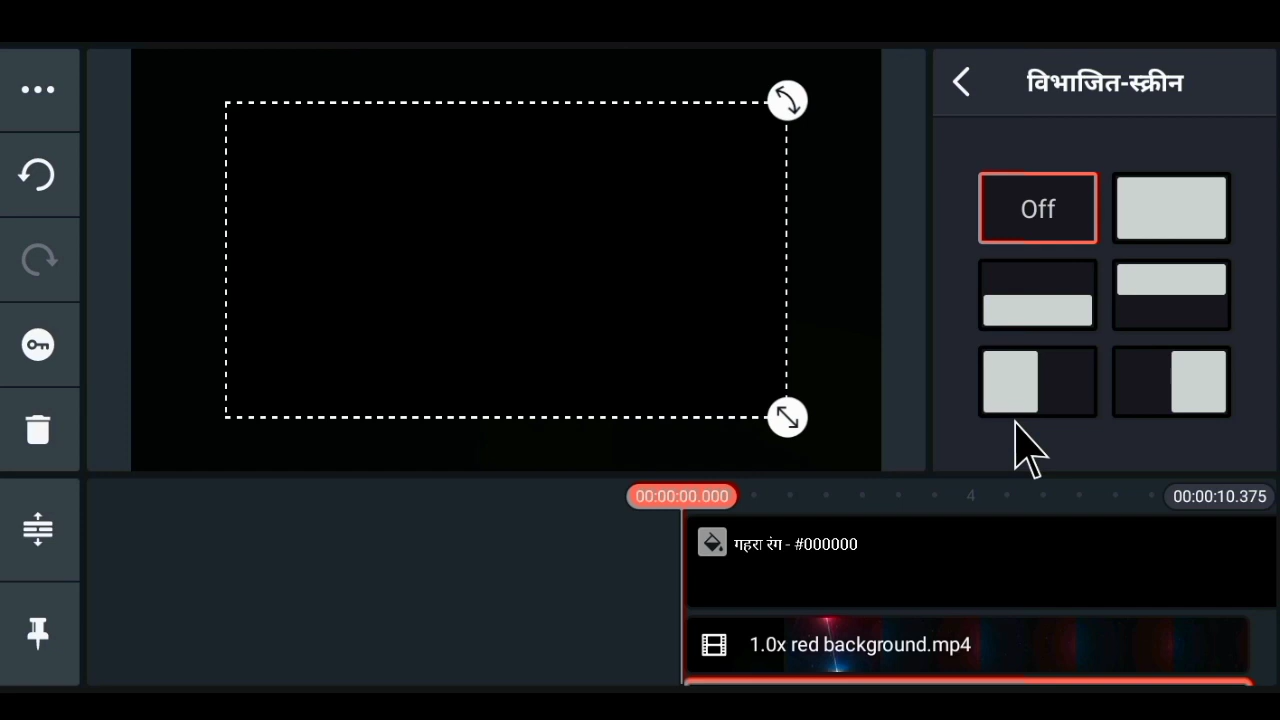 विभाजित-स्क्रीन
Off
00:00:00.000
4
00:00:10.375
गहरा रंग - #000000
1.0x red background.mp4